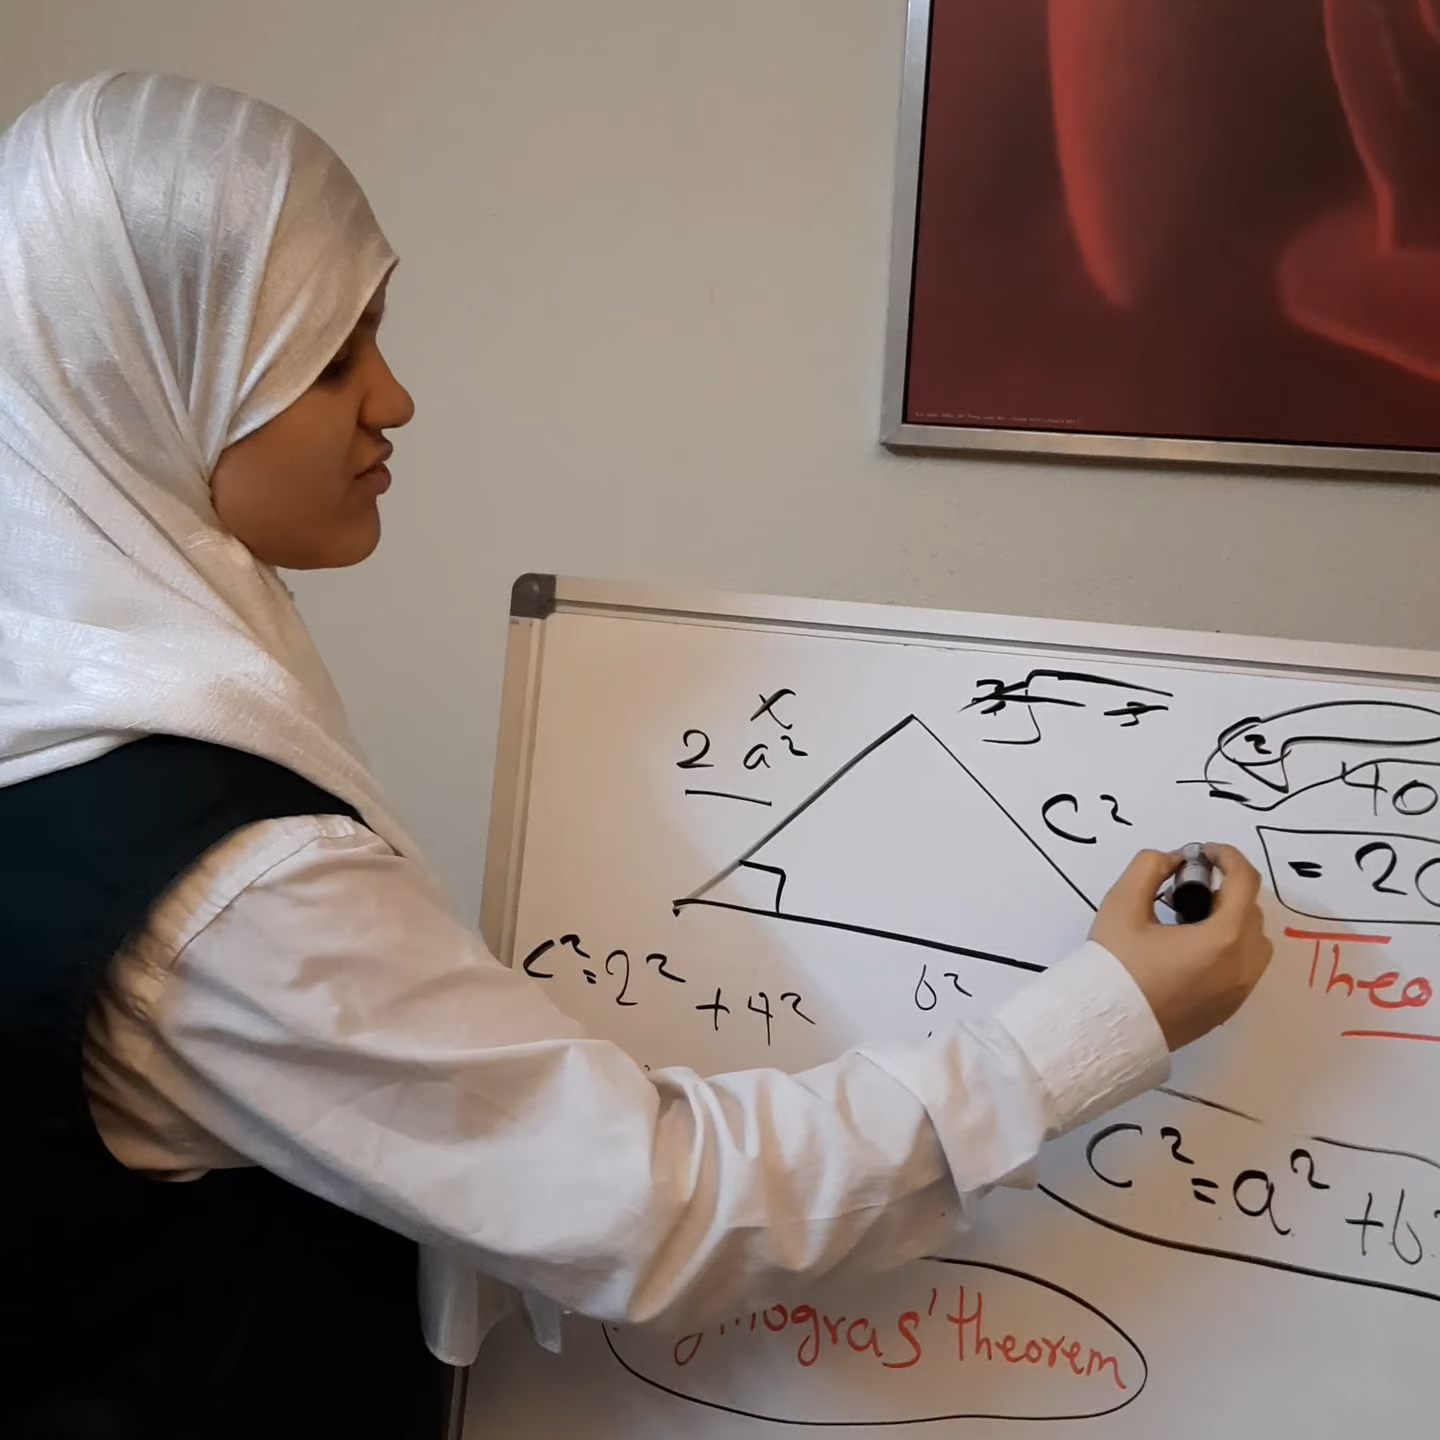 x
2 a²
c²
40
= 20
Theo
c² = 2² + 4²
b²
c² = a² + b²
ogras' theorem